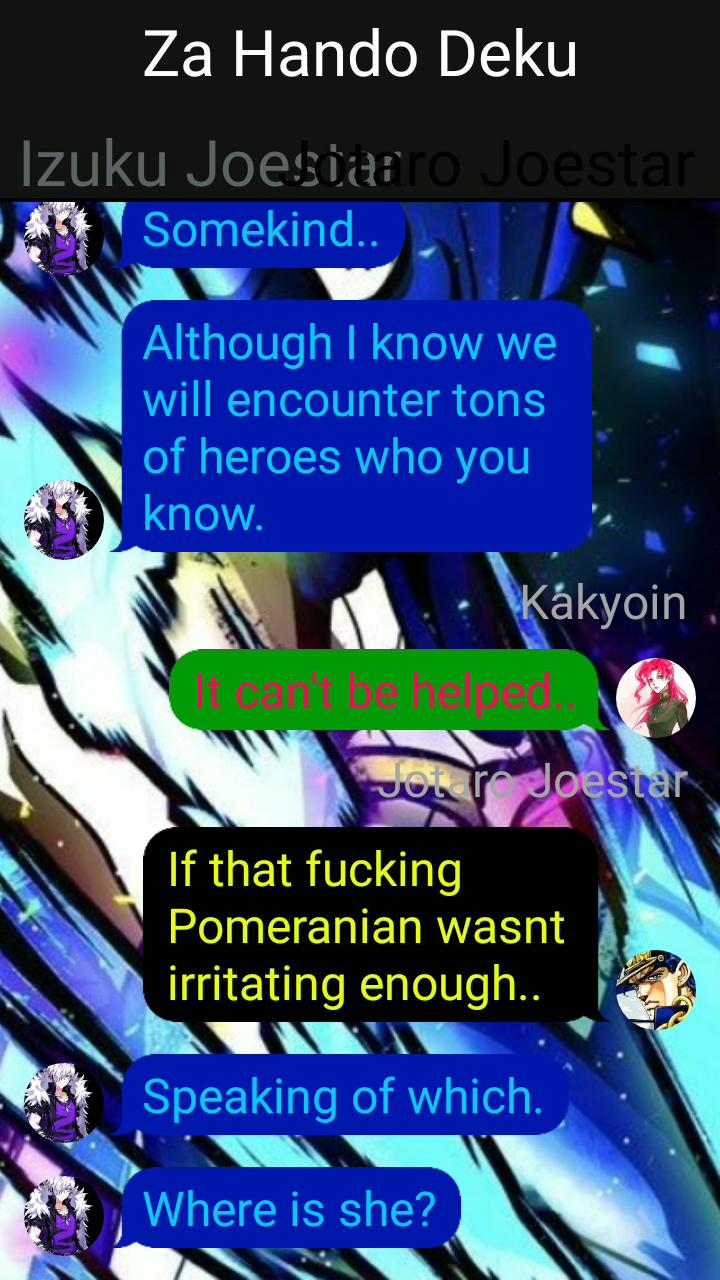 Za Hando Deku
Izuku Joestar
Jotaro Joestar
Somekind..
Although I know we
will encounter tons
of heroes who you
know.
Kakyoin
It can't be helped..
Jotaro Joestar
If that fucking
Pomeranian wasnt
irritating enough..
Speaking of which.
Where is she?